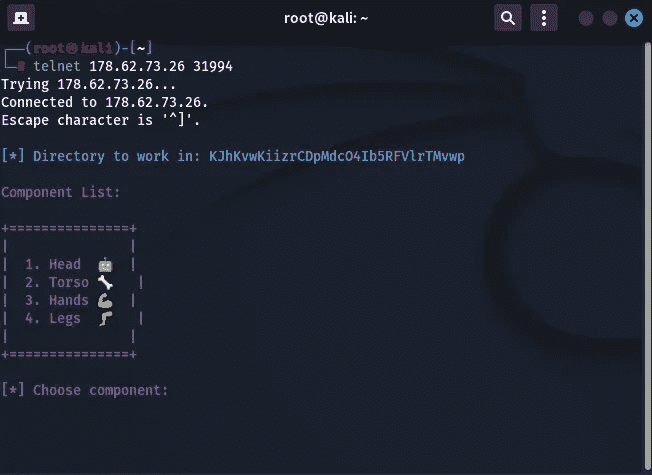 root@kali: ~
┌──(root㉿kali)-[~]
└─# telnet 178.62.73.26 31994
Trying 178.62.73.26...
Connected to 178.62.73.26.
Escape character is '^]'.
[*] Directory to work in: KJhKvwKiizrCDpMdcO4Ib5RFVlrTMvwp
Component List:
+===============+
|               |
|  1. Head  🤖  |
|  2. Torso 🦴   |
|  3. Hands 💪  |
|  4. Legs  🦵   |
|               |
+===============+
[*] Choose component: